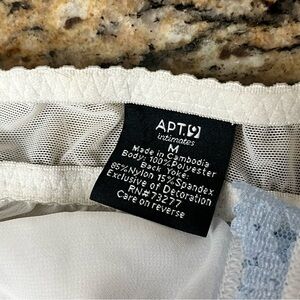 APT.9
intimates
M
Made in Cambodia
Body: 100%Polyester
Back Yoke:
85%Nylon 15%Spandex
Exclusive of Decoration
RN#73277
Care on reverse